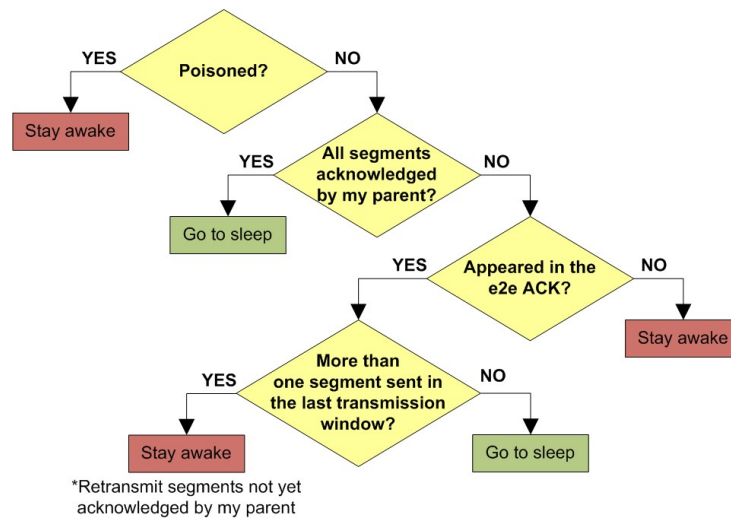 YES
Poisoned?
NO
Stay awake
YES
All segments
acknowledged
by my parent?
NO
Go to sleep
YES
Appeared in the
e2e ACK?
NO
Stay awake
YES
More than
one segment sent in
the last transmission
window?
NO
Stay awake
Go to sleep
*Retransmit segments not yet
acknowledged by my parent